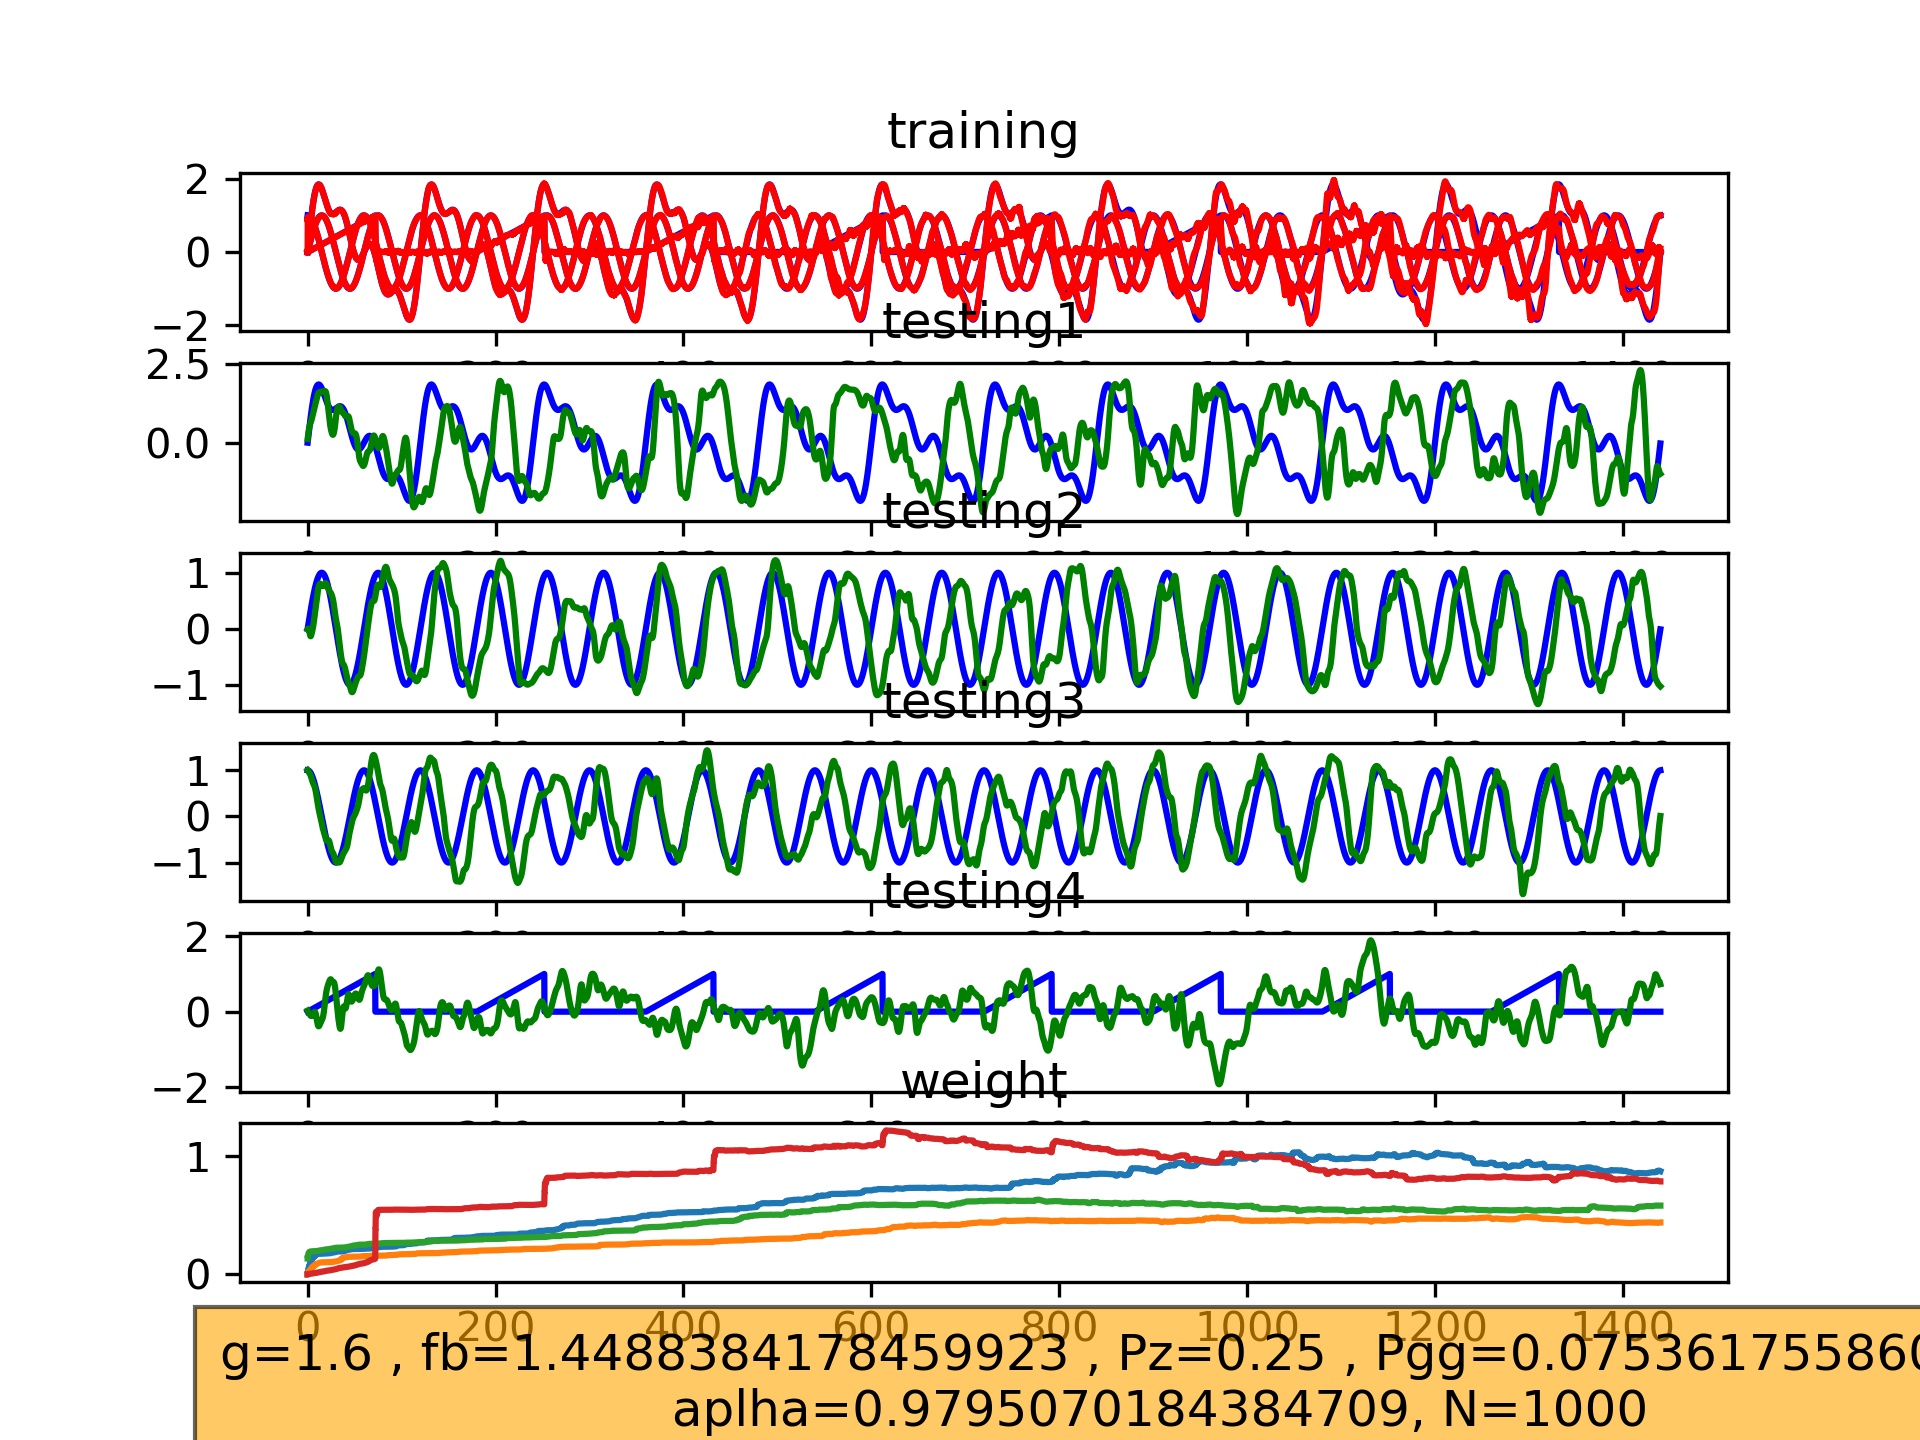 training
2
0
−2
testing1
2.5
0.0
testing2
1
0
−1
testing3
1
0
−1
testing4
2
0
−2
weight
1
0
0 200 400 600 800 1000 1200 1400
g=1.6 , fb=1.4488384178459923 , Pz=0.25 , Pgg=0.07536175586
aplha=0.9795070184384709, N=1000